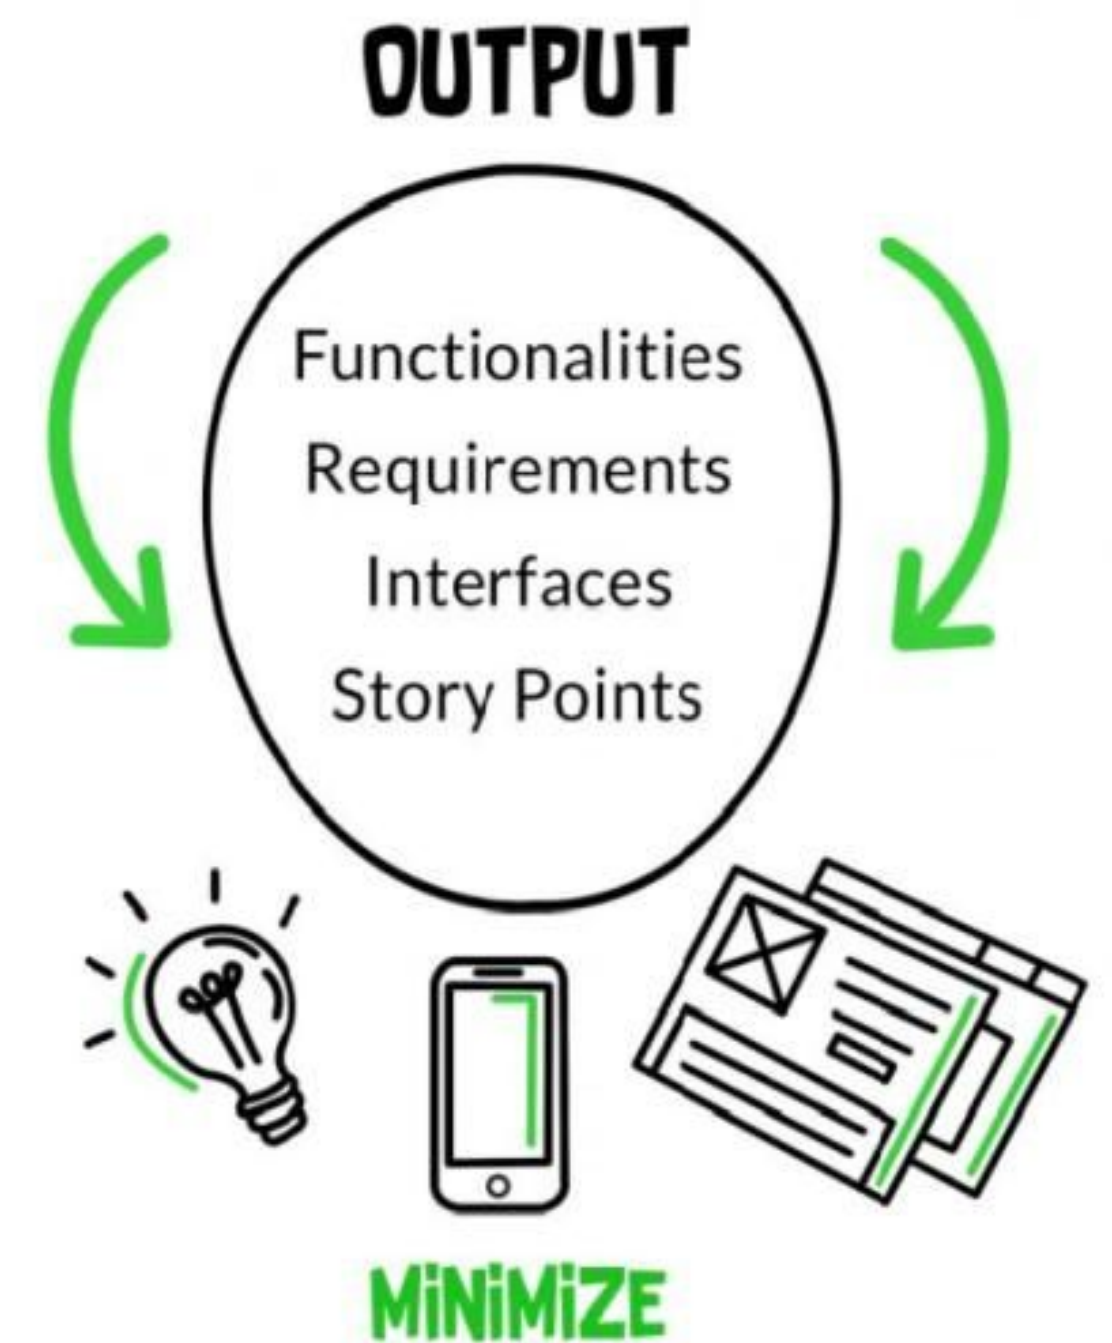 OUTPUT
Functionalities
Requirements
Interfaces
Story Points
MiNiMiZE